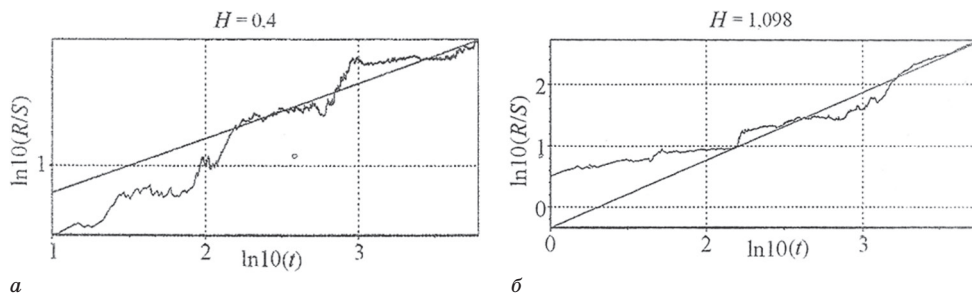 H = 0,4
ln10(R/S)
1
1
2
3
ln10(t)
а
H = 1,098
ln10(R/S)
2
1
0
0
2
3
ln10(t)
б